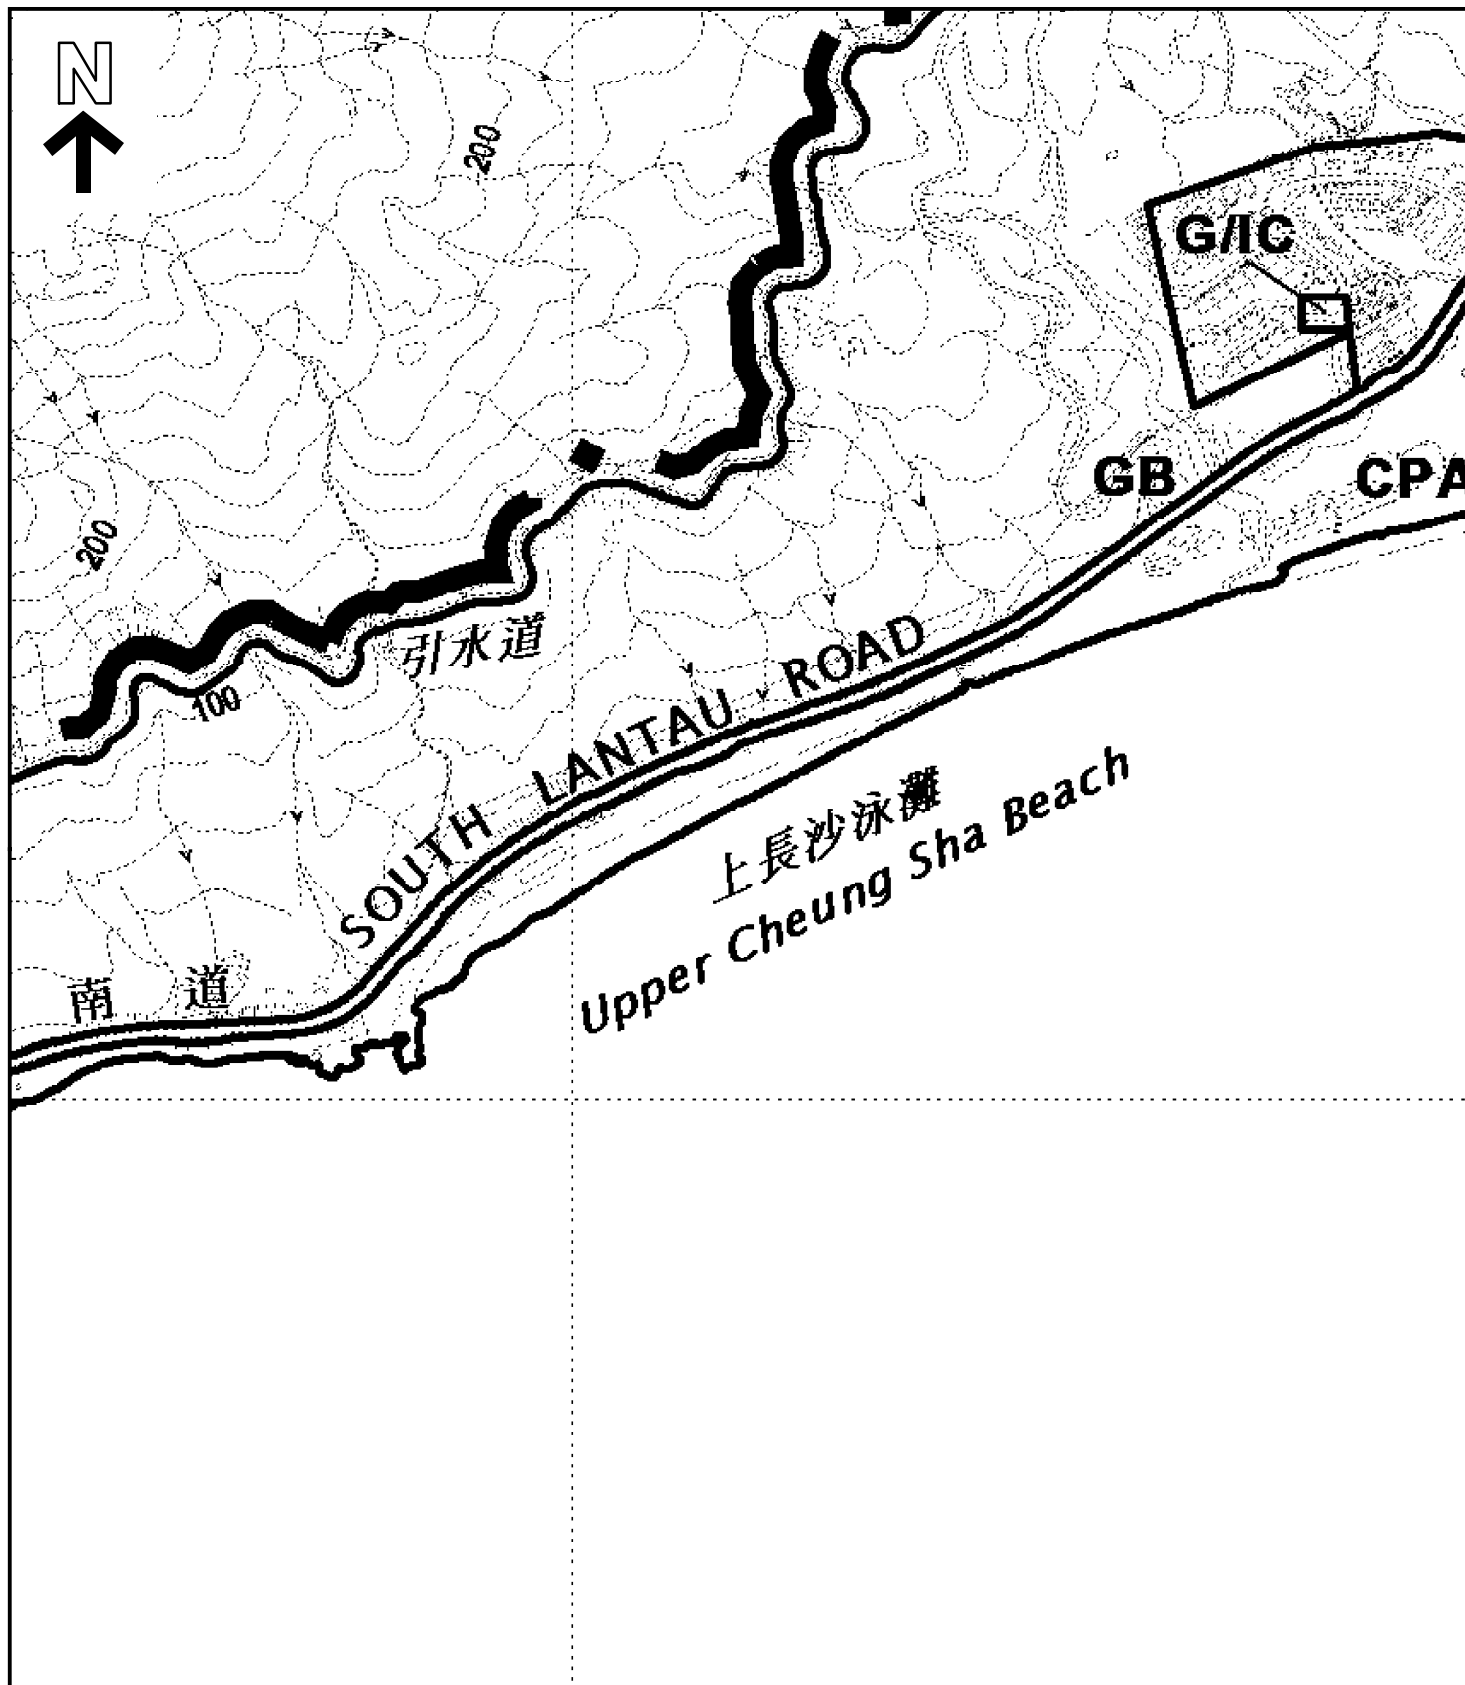 N
200
G/IC
GB
CPA
200
引水道
100
SOUTH LANTAU ROAD
上長沙泳灘
Upper Cheung Sha Beach
南 道